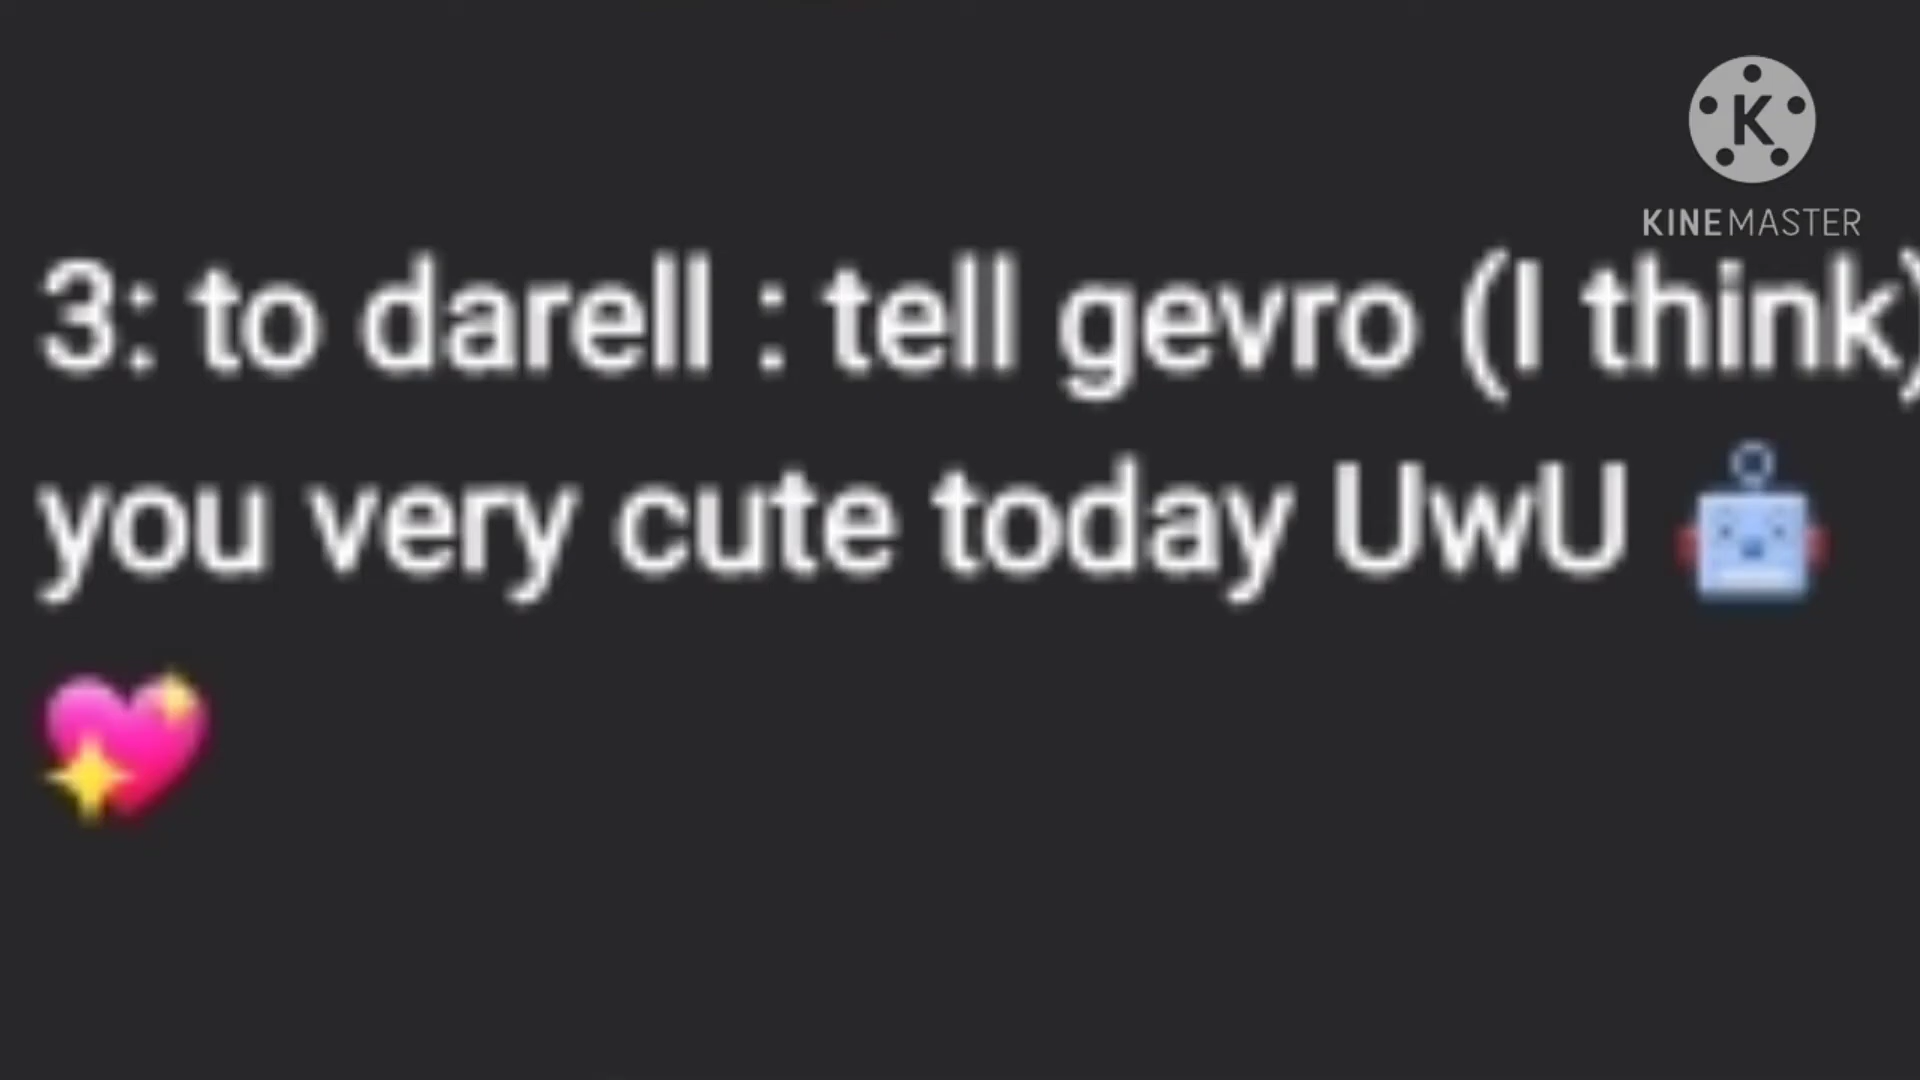 K
KINEMASTER
3: to darell : tell gevro (I think)
you very cute today UwU 🤖
💖